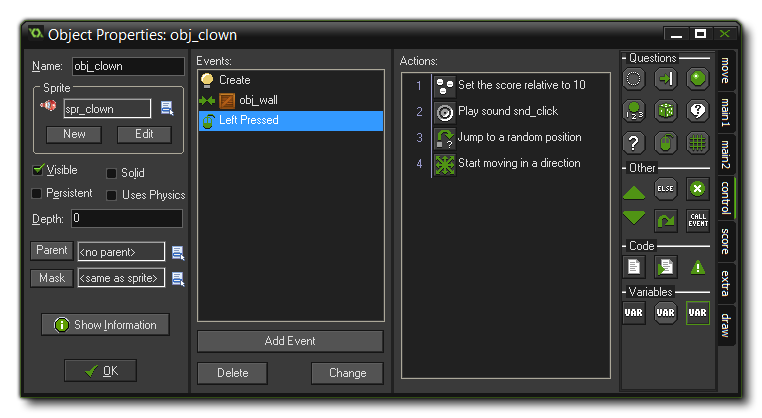 Object Properties: obj_clown
Name: obj_clown
Sprite
spr_clown
New Edit
Visible Solid
Persistent Uses Physics
Depth: 0
Parent <no parent>
Mask <same as sprite>
Show Information
OK
Events:
Create
obj_wall
Left Pressed
Add Event
Delete Change
Actions:
1 Set the score relative to 10
2 Play sound snd_click
3 Jump to a random position
4 Start moving in a direction
Questions
1 2 3 ?
?
Other
ELSE
CALL EVENT
Code
Variables
VAR VAR VAR
move
main1
main2
control
score
extra
draw